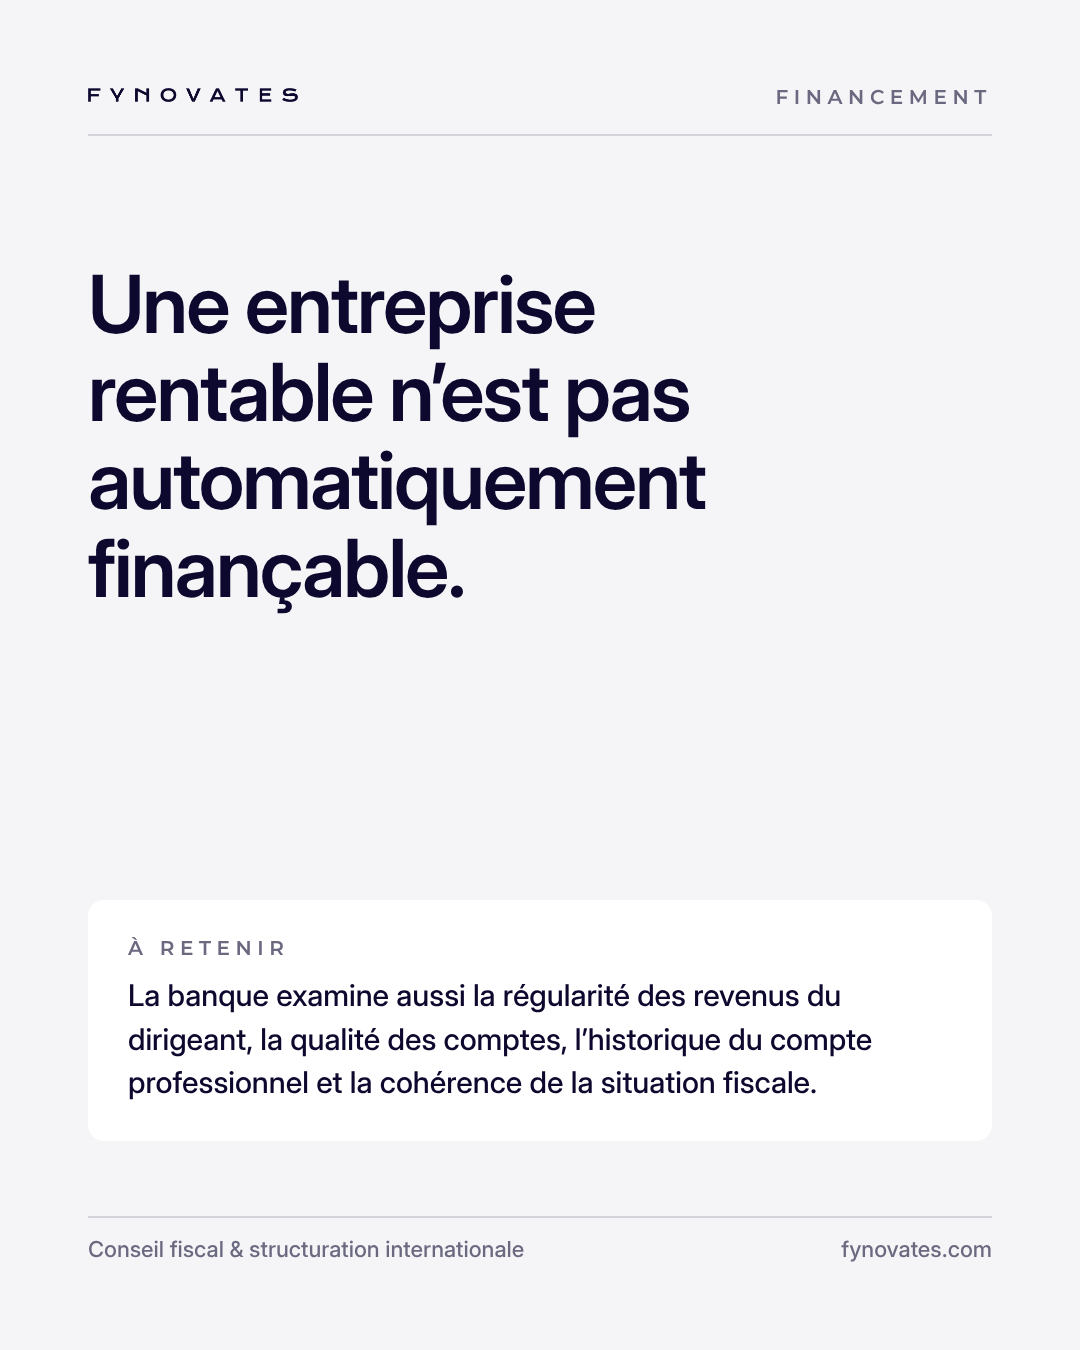 FYNOVATES
FINANCEMENT
Une entreprise
rentable n’est pas
automatiquement
finançable.
À RETENIR
La banque examine aussi la régularité des revenus du
dirigeant, la qualité des comptes, l’historique du compte
professionnel et la cohérence de la situation fiscale.
Conseil fiscal & structuration internationale
fynovates.com